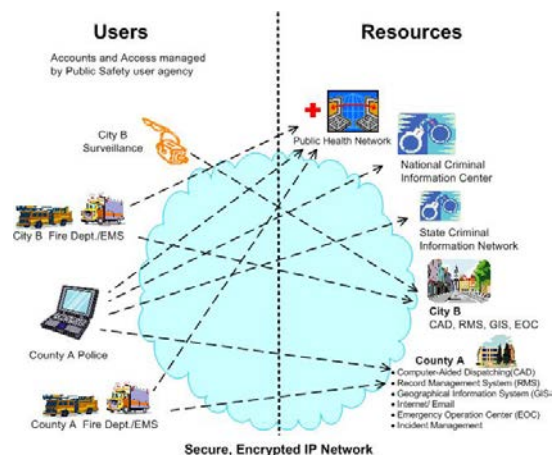 Users
Accounts and Access managed
by Public Safety user agency
City B
Surveillance
City B Fire Dept./EMS
County A Police
County A Fire Dept./EMS
Resources
Public Health Network
National Criminal
Information Center
State Criminal
Information Network
City B
CAD, RMS, GIS, EOC
County A
• Computer-Aided Dispatching(CAD)
• Record Management System (RMS)
• Geographical Information System (GIS-
• Internet/ Email
• Emergency Operation Center (EOC)
• Incident Management
Secure, Encrypted IP Network